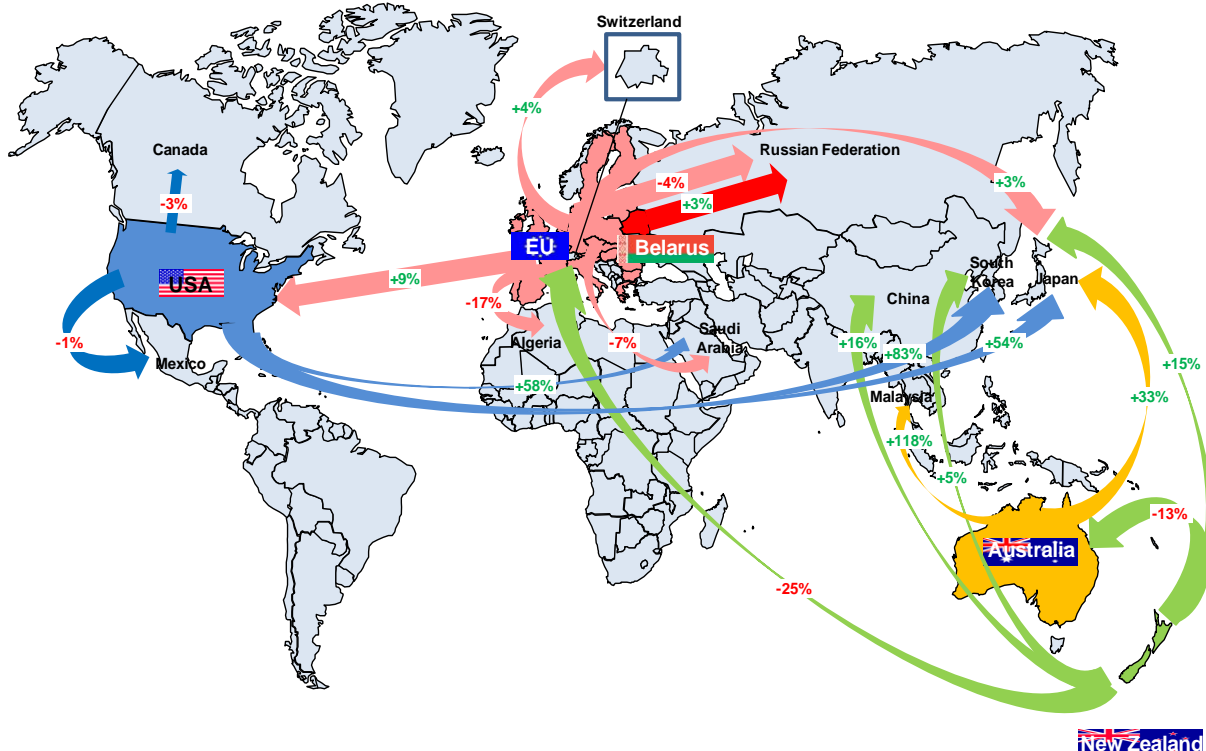 Switzerland
+4%
Canada
Russian Federation
-4%
+3%
+3%
-3%
EU
Belarus
USA
+9%
South
Korea
Japan
China
-17%
Saudi
Arabia
Algeria
-7%
-1%
Mexico
+16%
+83%
+54%
+15%
+58%
Malaysia
+33%
+118%
+5%
-13%
Australia
-25%
New Zealand